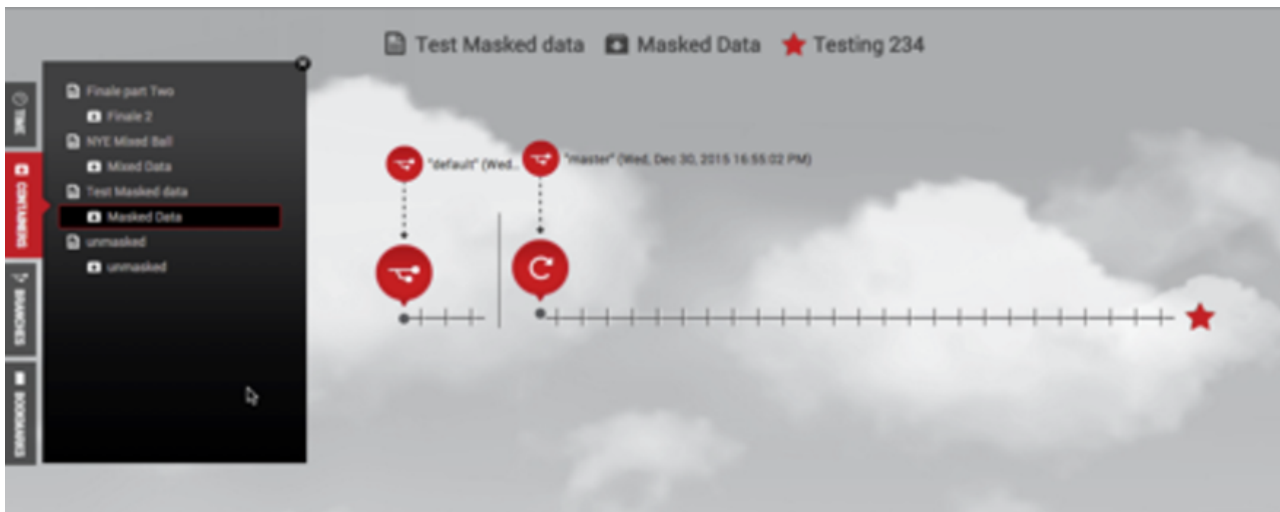 Test Masked data Masked Data Testing 234
TIME
CONTAINERS
BRANCHES
BOOKMARKS
Finale part Two
Finale 2
NYE Mixed Ball
Mixed Data
Test Masked data
Masked Data
unmasked
unmasked
"default" (Wed...
"master" (Wed, Dec 30, 2015 16:55:02 PM)